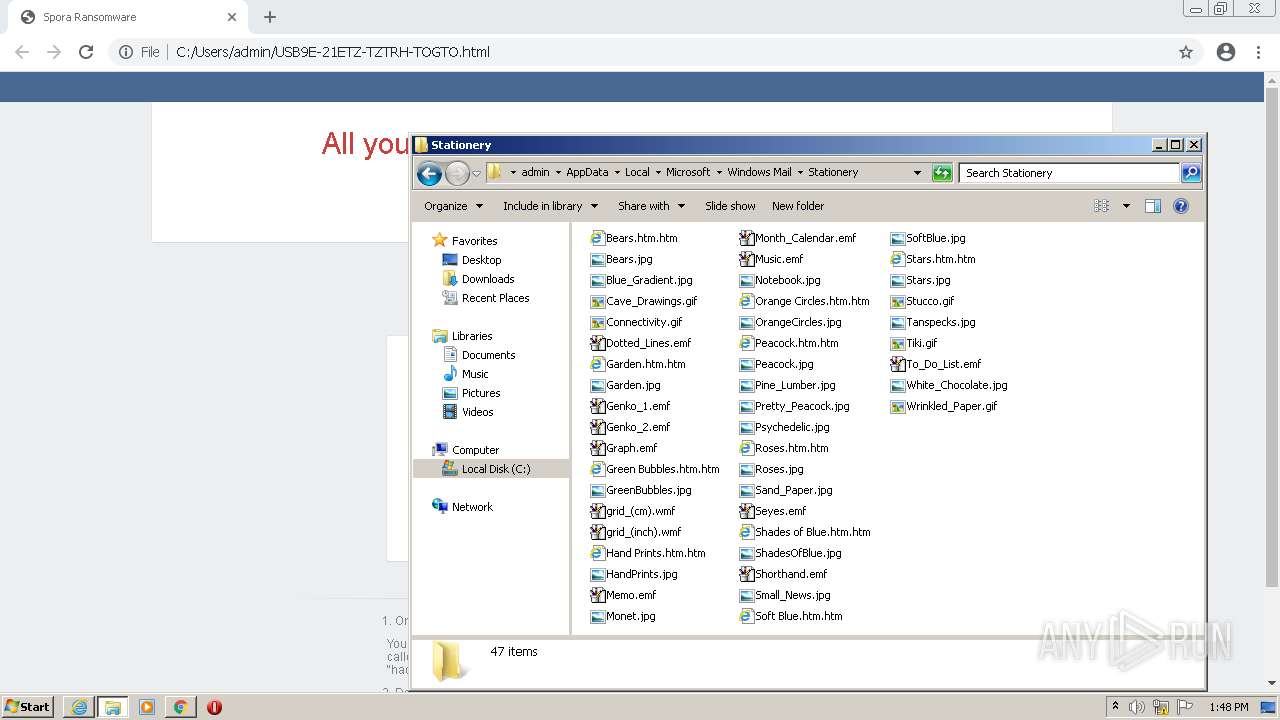 Spora Ransomware
File
C:/Users/admin/USB9E-21ETZ-TZTRH-TOGTO.html
All you
Stationery
admin AppData Local Microsoft Windows Mail Stationery
Search Stationery
Organize Include in library Share with Slide show New folder
Favorites
Desktop
Downloads
Recent Places
Libraries
Documents
Music
Pictures
Videos
Computer
Local Disk (C:)
Network
Bears.htm.htm
Bears.jpg
Blue_Gradient.jpg
Cave_Drawings.gif
Connectivity.gif
Dotted_Lines.emf
Garden.htm.htm
Garden.jpg
Genko_1.emf
Genko_2.emf
Graph.emf
Green Bubbles.htm.htm
GreenBubbles.jpg
grid_(cm).wmf
grid_(inch).wmf
Hand Prints.htm.htm
HandPrints.jpg
Memo.emf
Monet.jpg
Month_Calendar.emf
Music.emf
Notebook.jpg
Orange Circles.htm.htm
OrangeCircles.jpg
Peacock.htm.htm
Peacock.jpg
Pine_Lumber.jpg
Pretty_Peacock.jpg
Psychedelic.jpg
Roses.htm.htm
Roses.jpg
Sand_Paper.jpg
Seyes.emf
Shades of Blue.htm.htm
ShadesOfBlue.jpg
Shorthand.emf
Small_News.jpg
Soft Blue.htm.htm
SoftBlue.jpg
Stars.htm.htm
Stars.jpg
Stucco.gif
Tanspecks.jpg
Tiki.gif
To_Do_List.emf
White_Chocolate.jpg
Wrinkled_Paper.gif
47 items
1. On
You
calle
"ha
ANY RUN
Start
1:48 PM